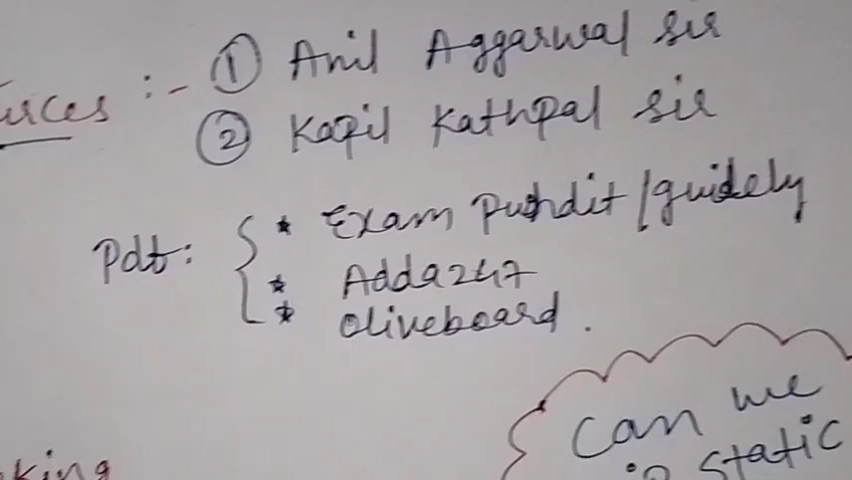 urces :- ① Anil Aggarwal sir
② Kapil Kathpal sir
Pdf: { * Exam Pundit/guidely
* Adda247
* Oliveboard.
Can we
static
king